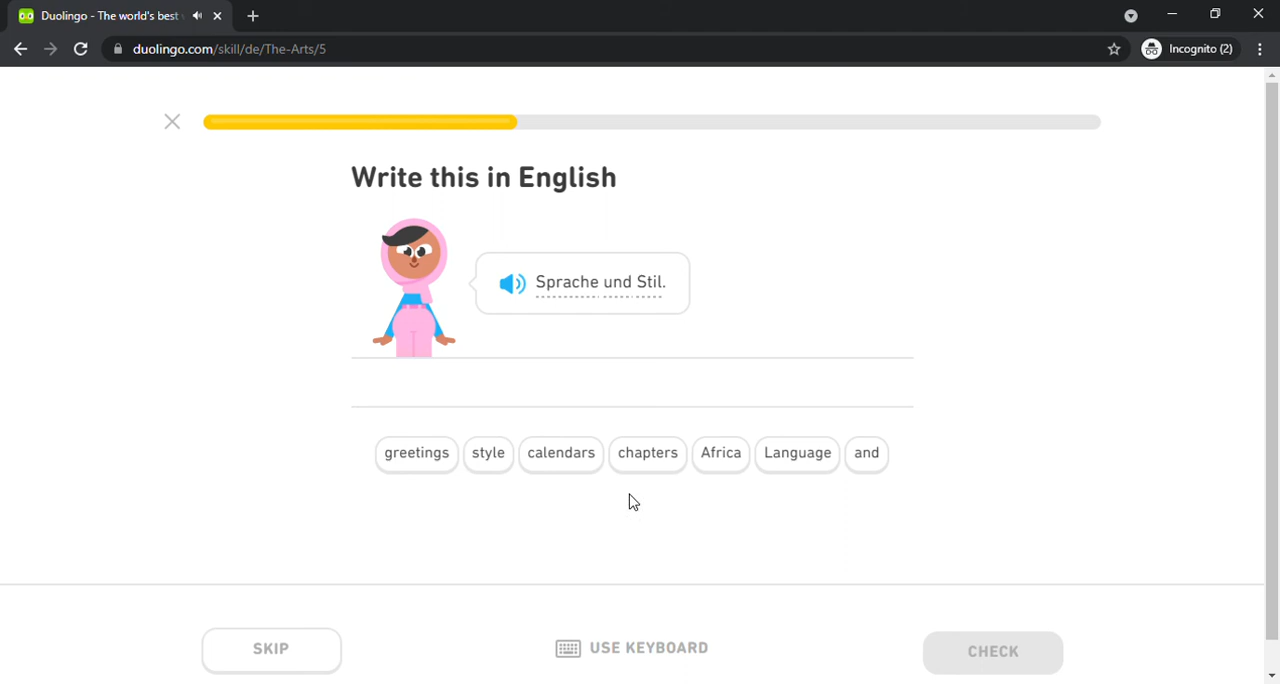 Duolingo - The world's best
duolingo.com/skill/de/The-Arts/5
Incognito (2)
Write this in English
Sprache und Stil.
greetings style calendars chapters Africa Language and
SKIP USE KEYBOARD CHECK